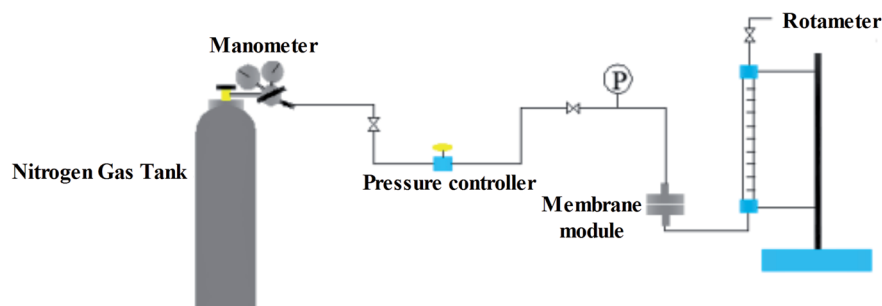 Rotameter
Manometer
P
Nitrogen Gas Tank
Pressure controller
Membrane
module